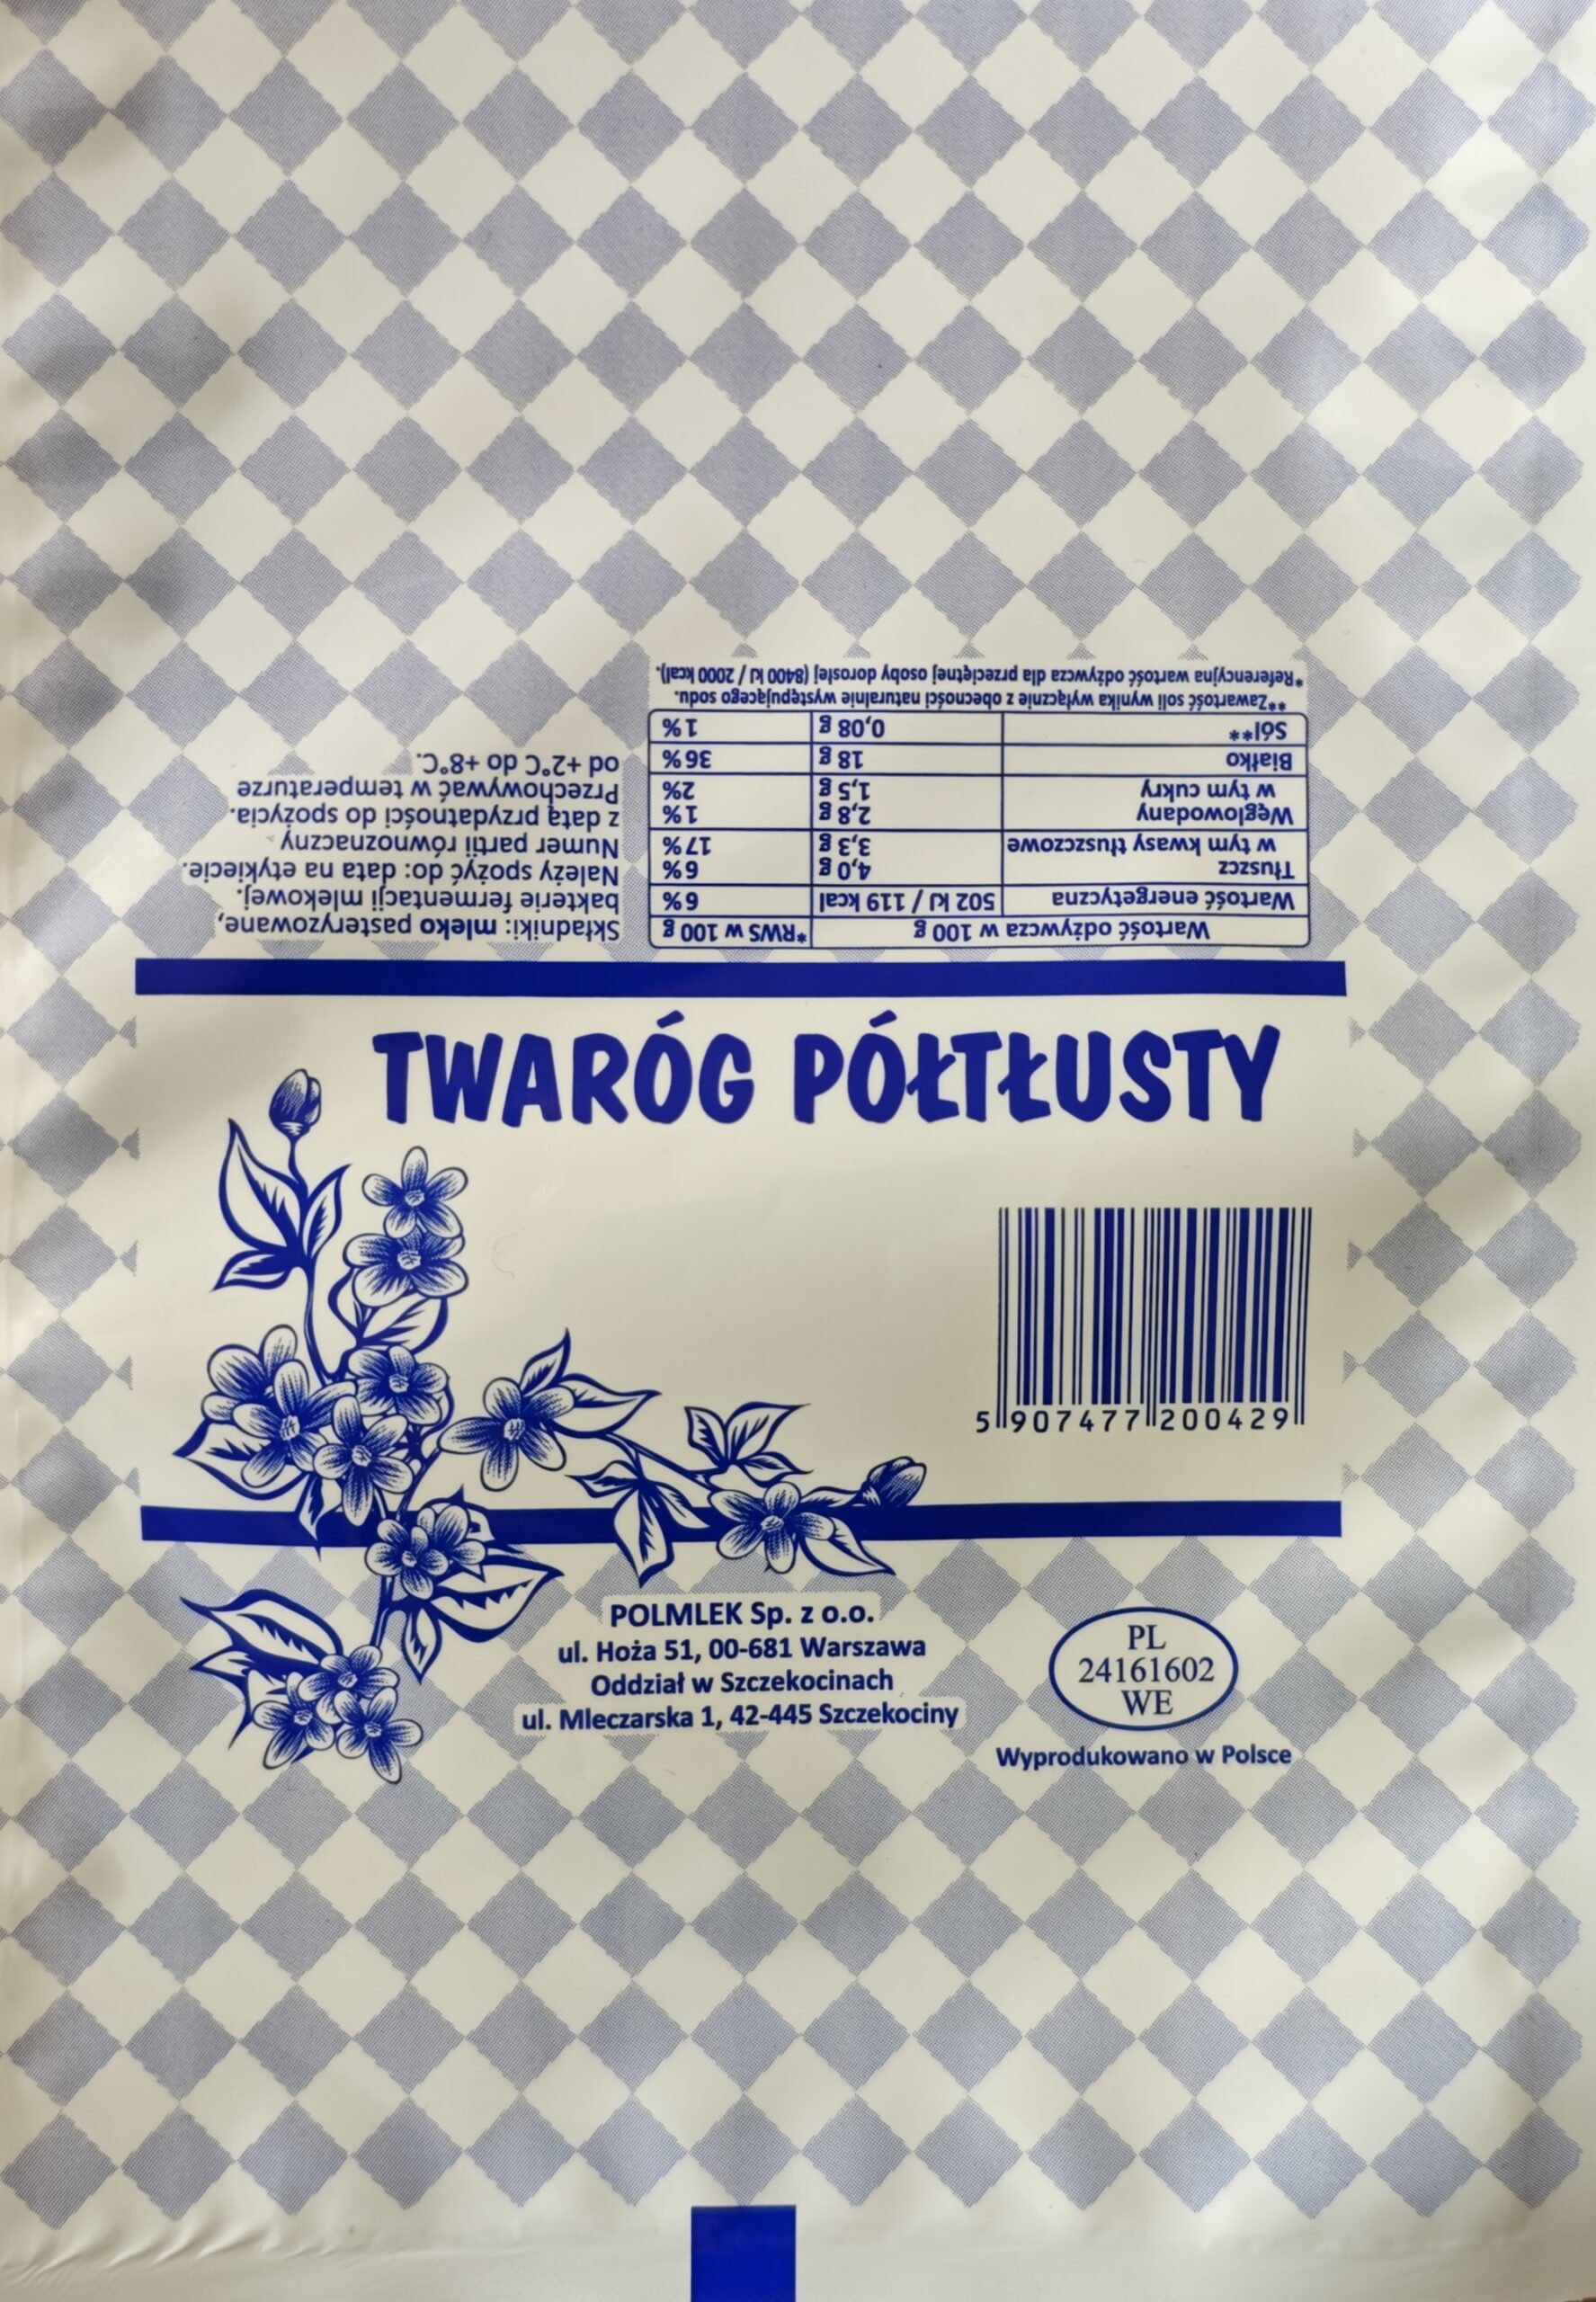 TWARÓG PÓŁTŁUSTY
5 907477 200429
POLMLEK Sp. z o.o.
ul. Hoża 51, 00-681 Warszawa
Oddział w Szczekocinach
ul. Mleczarska 1, 42-445 Szczekociny
PL
24161602
WE
Wyprodukowano w Polsce
Wartość odżywcza w 100 g *RWS w 100 g
Wartość energetyczna 502 kJ / 119 kcal 6%
Tłuszcz 4,0 g 6%
w tym kwasy tłuszczowe 3,3 g 17%
Węglowodany 2,8 g 1%
w tym cukry 1,5 g 2%
Białko 18 g 36%
Sól** 0,08 g 1%
**Zawartość soli wynika wyłącznie z obecności naturalnie występującego sodu.
*Referencyjna wartość odżywcza dla przeciętnej osoby dorosłej (8400 kJ / 2000 kcal).
Składniki: mleko pasteryzowane,
bakterie fermentacji mlekowej.
Należy spożyć do: data na etykiecie.
Numer partii równoznaczny
z datą przydatności do spożycia.
Przechowywać w temperaturze
od +2°C do +8°C.